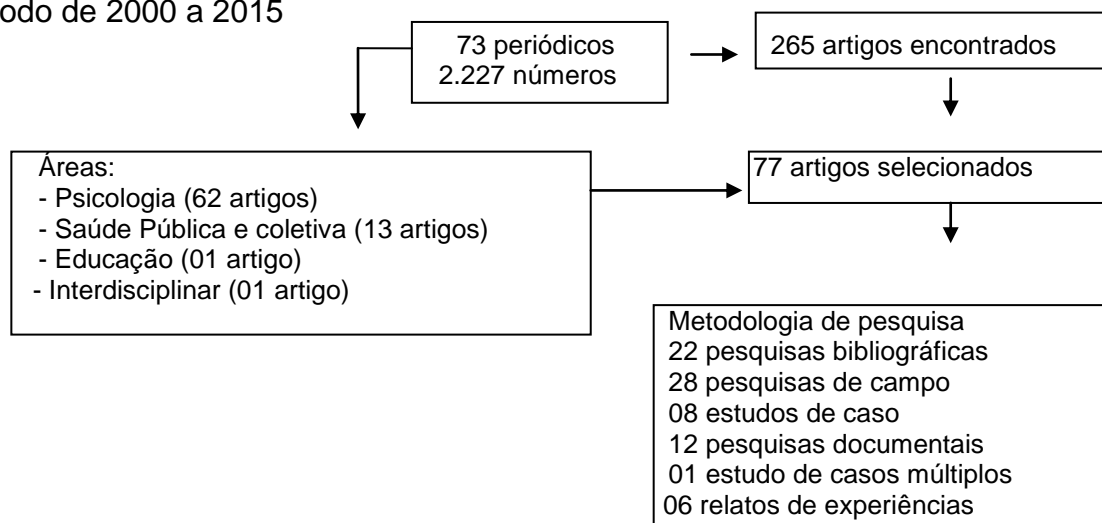 odo de 2000 a 2015
73 periódicos
2.227 números
265 artigos encontrados
Áreas:
- Psicologia (62 artigos)
- Saúde Pública e coletiva (13 artigos)
- Educação (01 artigo)
- Interdisciplinar (01 artigo)
77 artigos selecionados
Metodologia de pesquisa
22 pesquisas bibliográficas
28 pesquisas de campo
08 estudos de caso
12 pesquisas documentais
01 estudo de casos múltiplos
06 relatos de experiências